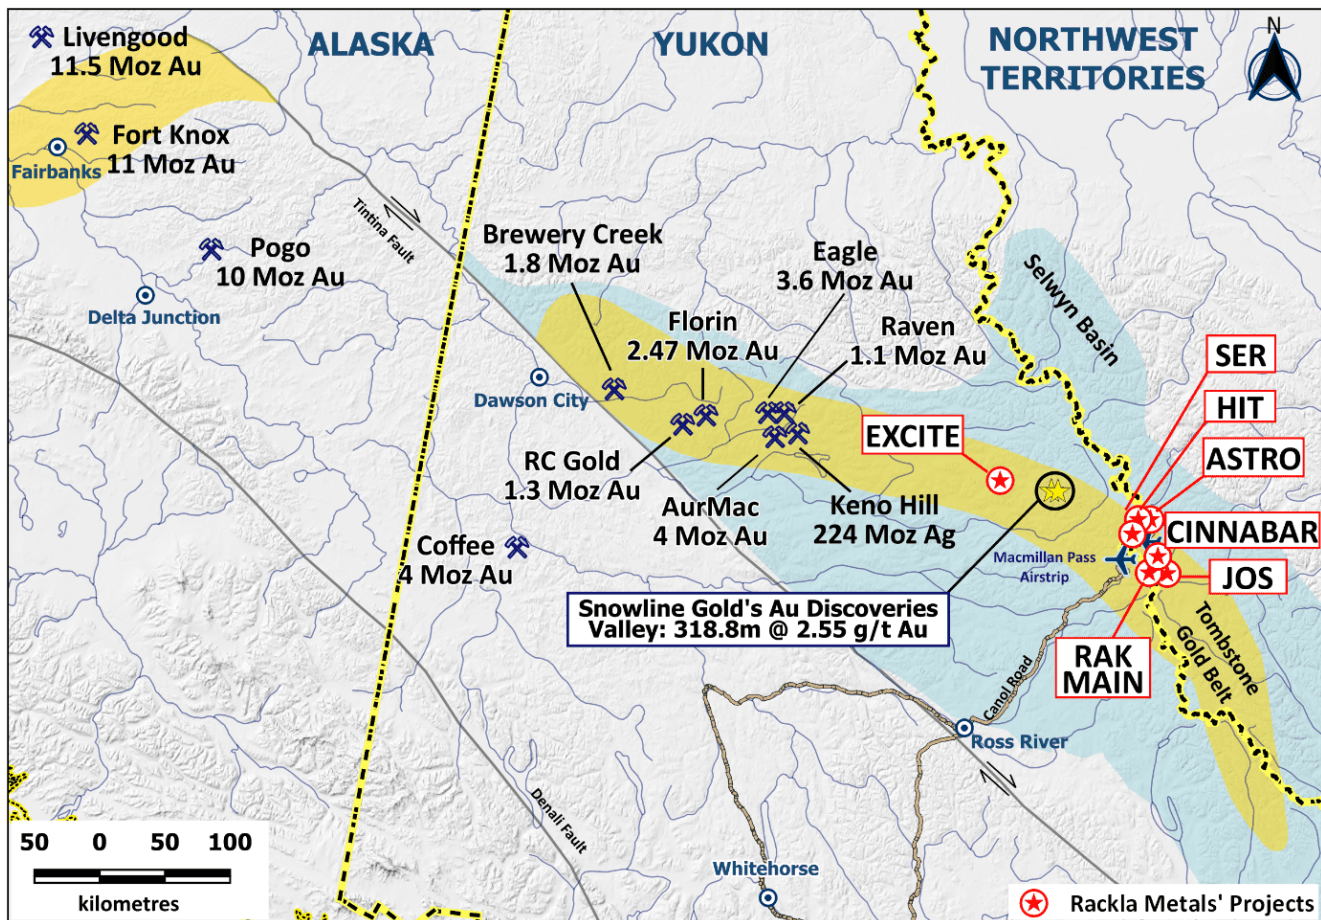 Livengood
11.5 Moz Au
ALASKA
YUKON
NORTHWEST
TERRITORIES
N
Fort Knox
11 Moz Au
Fairbanks
Tintina Fault
Pogo
10 Moz Au
Delta Junction
Brewery Creek
1.8 Moz Au
Eagle
3.6 Moz Au
Florin
2.47 Moz Au
Raven
1.1 Moz Au
Selwyn Basin
SER
HIT
ASTRO
CINNABAR
JOS
Dawson City
EXCITE
RC Gold
1.3 Moz Au
AurMac
4 Moz Au
Keno Hill
224 Moz Ag
Coffee
4 Moz Au
Macmillan Pass
Airstrip
Snowline Gold's Au Discoveries
Valley: 318.8m @ 2.55 g/t Au
RAK
MAIN
Tombstone
Gold Belt
Canol Road
Ross River
Denali Fault
Whitehorse
50 0 50 100
kilometres
Rackla Metals' Projects